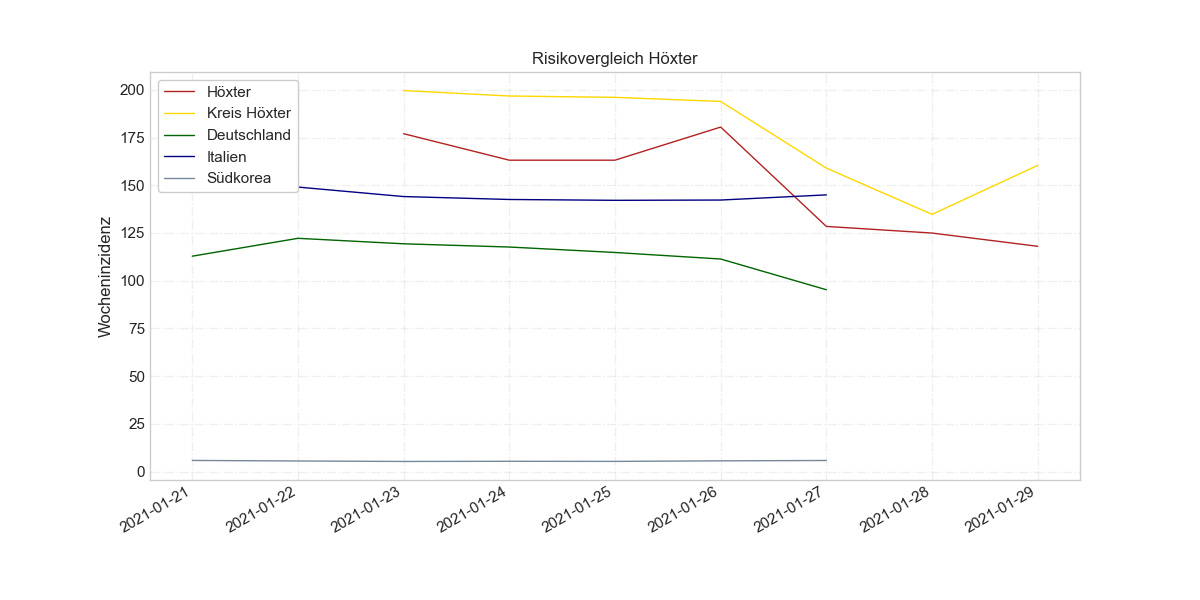 Risikovergleich Höxter
Höxter
Kreis Höxter
Deutschland
Italien
Südkorea
Wocheninzidenz
200
175
150
125
100
75
50
25
0
2021-01-21
2021-01-22
2021-01-23
2021-01-24
2021-01-25
2021-01-26
2021-01-27
2021-01-28
2021-01-29